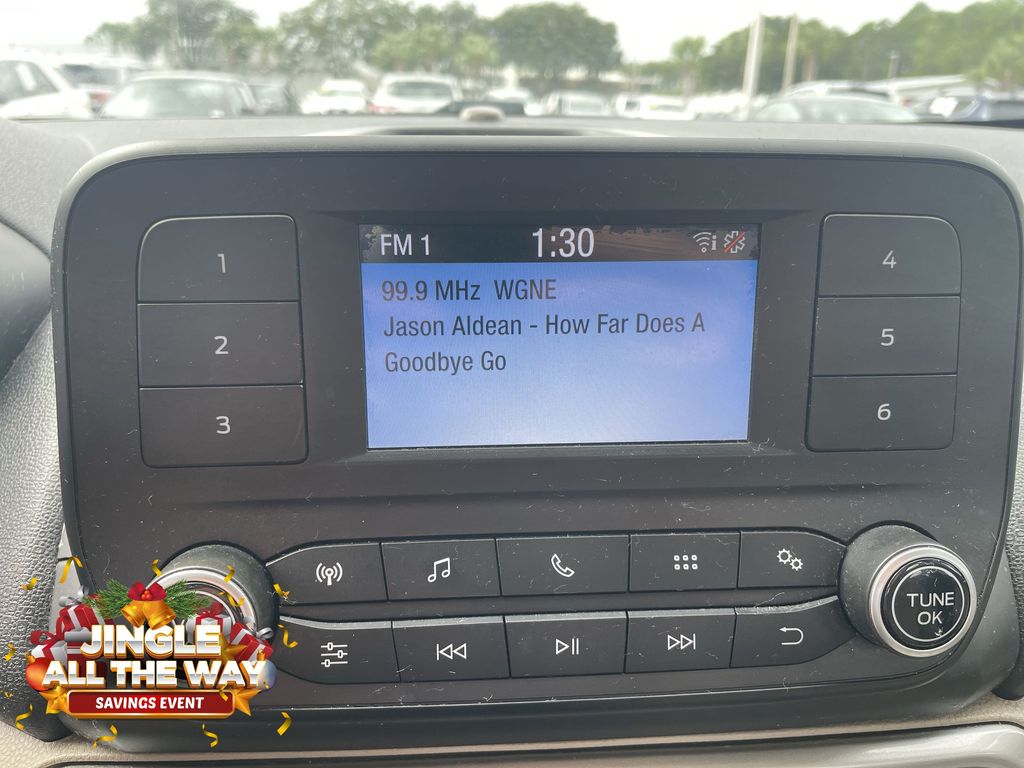 FM 1
1:30
i
99.9 MHz WGNE
Jason Aldean - How Far Does A
Goodbye Go
1
2
3
4
5
6
TUNE
OK
JINGLE
ALL THE WAY
SAVINGS EVENT